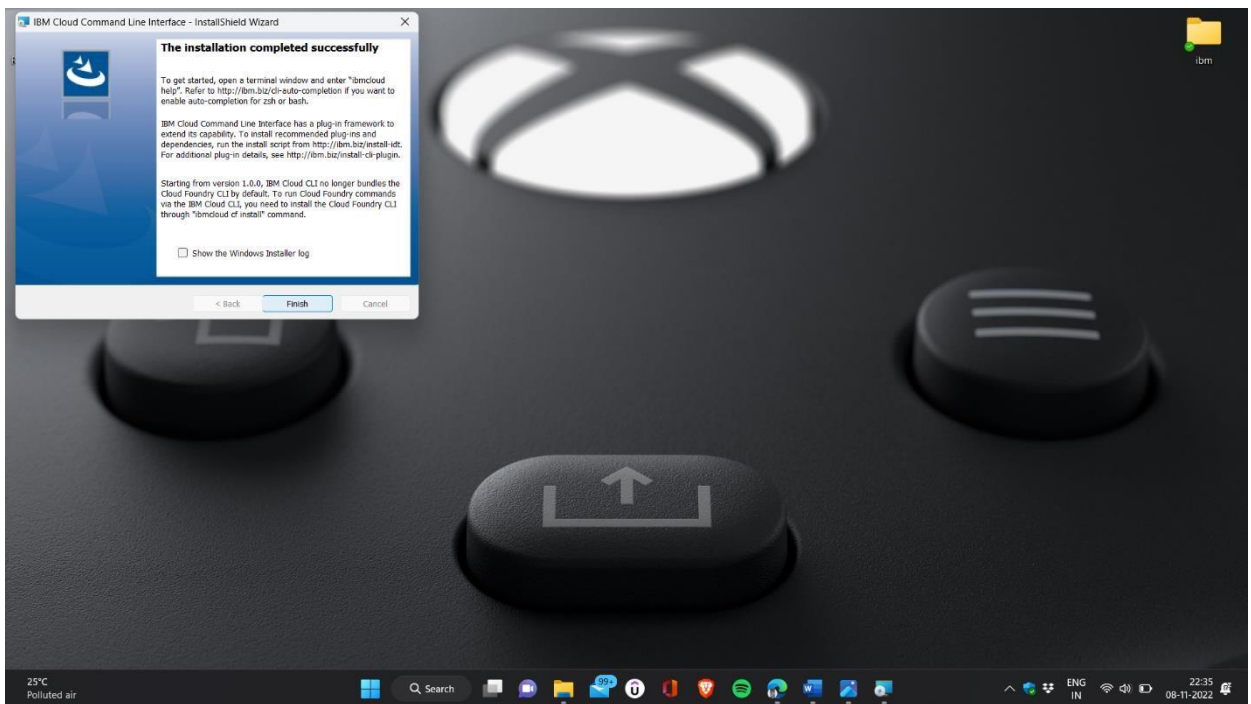 IBM Cloud Command Line Interface - InstallShield Wizard
The installation completed successfully
To get started, open a terminal window and enter "ibmcloud
help". Refer to http://ibm.biz/cli-auto-completion if you want to
enable auto-completion for zsh or bash.
IBM Cloud Command Line Interface has a plug-in framework to
extend its capability. To install recommended plug-ins and
dependencies, run the install script from http://ibm.biz/install-idt.
For additional plug-in details, see http://ibm.biz/install-cli-plugin.
Starting from version 1.0.0, IBM Cloud CLI no longer bundles the
Cloud Foundry CLI by default. To run Cloud Foundry commands
via the IBM Cloud CLI, you need to install the Cloud Foundry CLI
through "ibmcloud cf install" command.
Show the Windows Installer log
< Back Finish Cancel
ibm
25°C
Polluted air
Search
99+
ENG
IN
22:35
08-11-2022